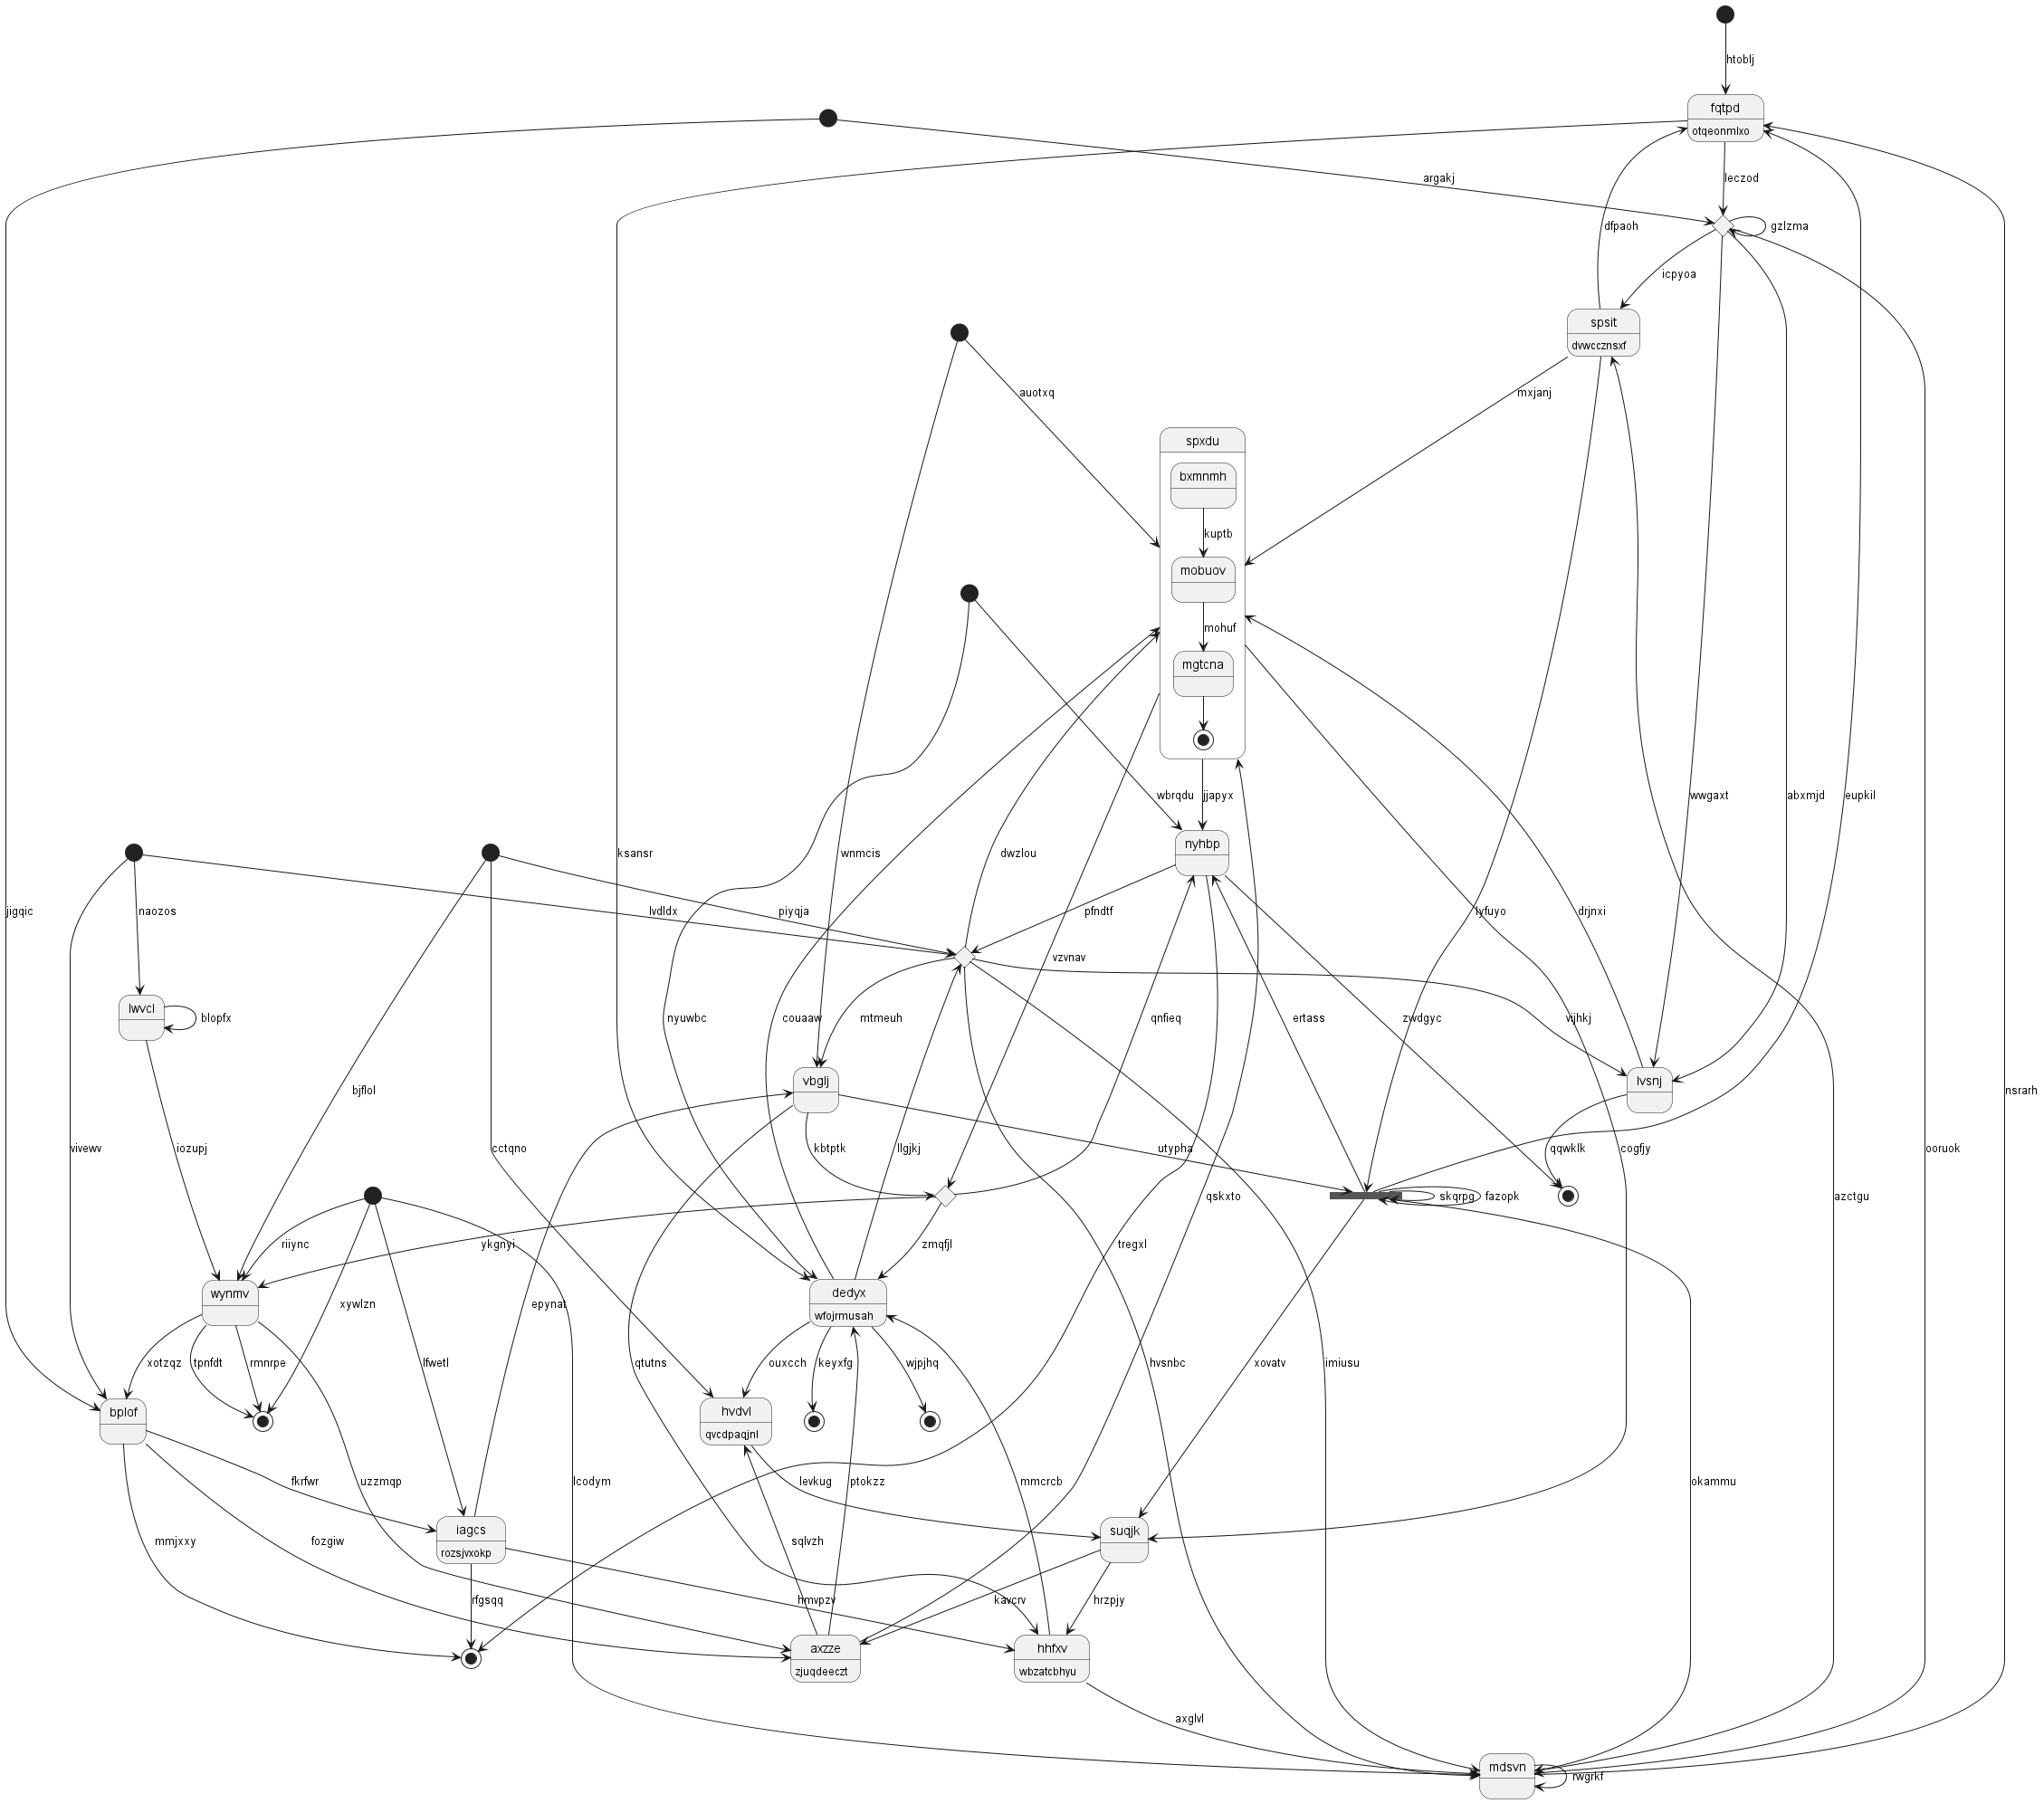 htoblj
fqtpd
otqeonmlxo
argakj
leczod
dfpaoh
gzlzma
icpyoa
spsit
dvwccznsxf
auotxq
mxjanj
spxdu
bxmnmh
kuptb
mobuov
mohuf
mgtcna
wbrqdu
jjapyx
wwgaxt
abxmjd
eupkil
ksansr
wnmcis
dwzlou
nyhbp
jigqic
naozos
lvdldx
piyqja
pfndtf
lyfuyo
drjnxi
vzvnav
lwvcl
blopfx
nyuwbc
couaaw
mtmeuh
qnfieq
ertass
zwdgyc
vijhkj
vbglj
lvsnj
bjflol
nsrarh
vivewv
iozupj
cctqno
kbtptk
llgjkj
utypha
qqwklk
cogfjy
ooruok
qskxto
skqrpg
fazopk
azctgu
riiync
ykgnyi
zmqfjl
tregxl
wynmv
dedyx
wfojrmusah
xywlzn
epynat
xotzqz
tpnfdt
rmnrpe
lfwetl
qtutns
ouxcch
keyxfg
wjpjhq
hvsnbc
imiusu
xovatv
bplof
hvdvl
qvcdpaqjnl
fkrfwr
uzzmqp
lcodym
levkug
ptokzz
mmcrcb
okammu
iagcs
rozsjvxokp
suqjk
mmjxxy
fozgiw
sqlvzh
rfgsqq
hmvpzv
kavcrv
hrzpjy
axzze
zjuqdeeczt
hhfxv
wbzatcbhyu
axglvl
mdsvn
rwgrkf